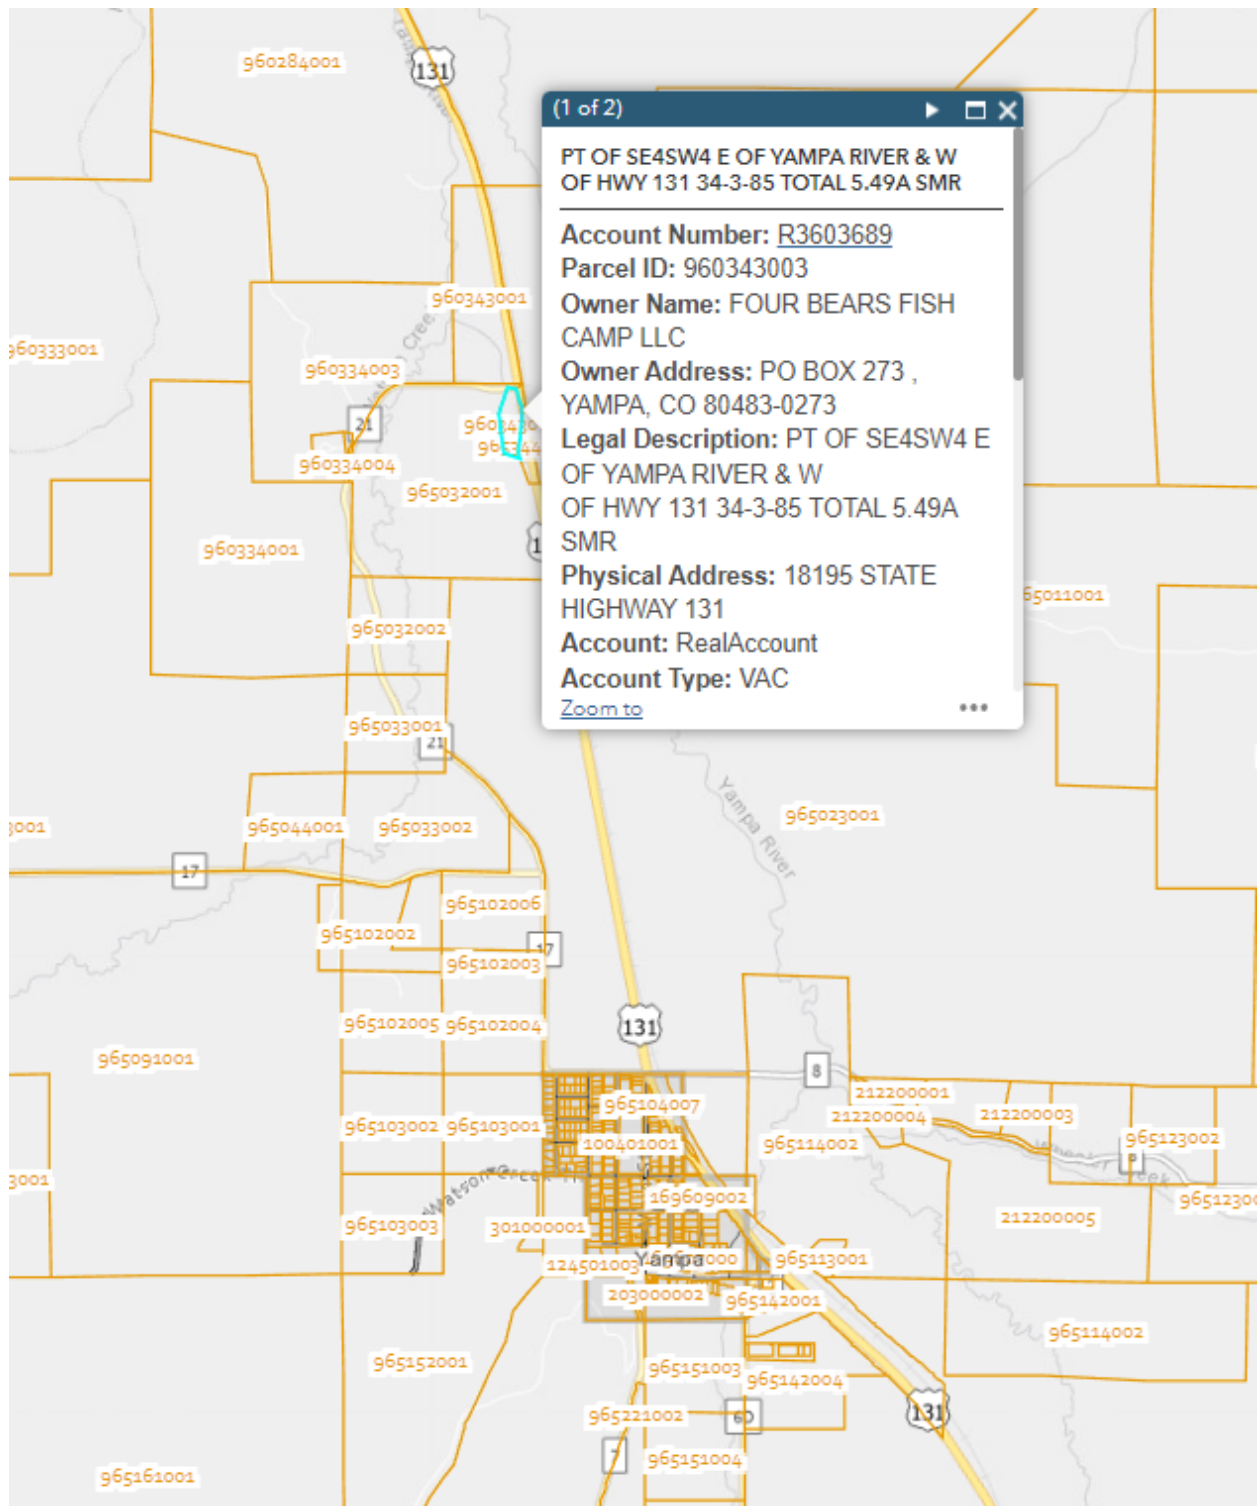 960284001
131
(1 of 2)
PT OF SE4SW4 E OF YAMPA RIVER & W
OF HWY 131 34-3-85 TOTAL 5.49A SMR
Account Number: R3603689
Parcel ID: 960343003
Owner Name: FOUR BEARS FISH
CAMP LLC
Owner Address: PO BOX 273 ,
YAMPA, CO 80483-0273
Legal Description: PT OF SE4SW4 E
OF YAMPA RIVER & W
OF HWY 131 34-3-85 TOTAL 5.49A
SMR
Physical Address: 18195 STATE
HIGHWAY 131
Account: RealAccount
Account Type: VAC
Zoom to
960343001
960333001
960334003
21
960334004
965032001
960334001
65011001
965032002
965033001
21
Yampa River
965023001
3001
965044001
965033002
17
965102006
965102002
17
965102003
965102005
965102004
131
965091001
8
212200001
965104007
212200004
212200003
965103002
965103001
100401001
965114002
965123002
3001
Watson Creek
169609002
965103003
301000001
212200005
124501003
Yampa
965113001
203000002
965142001
965114002
965152001
965151003
965142004
131
965221002
6D
7
965151004
965161001